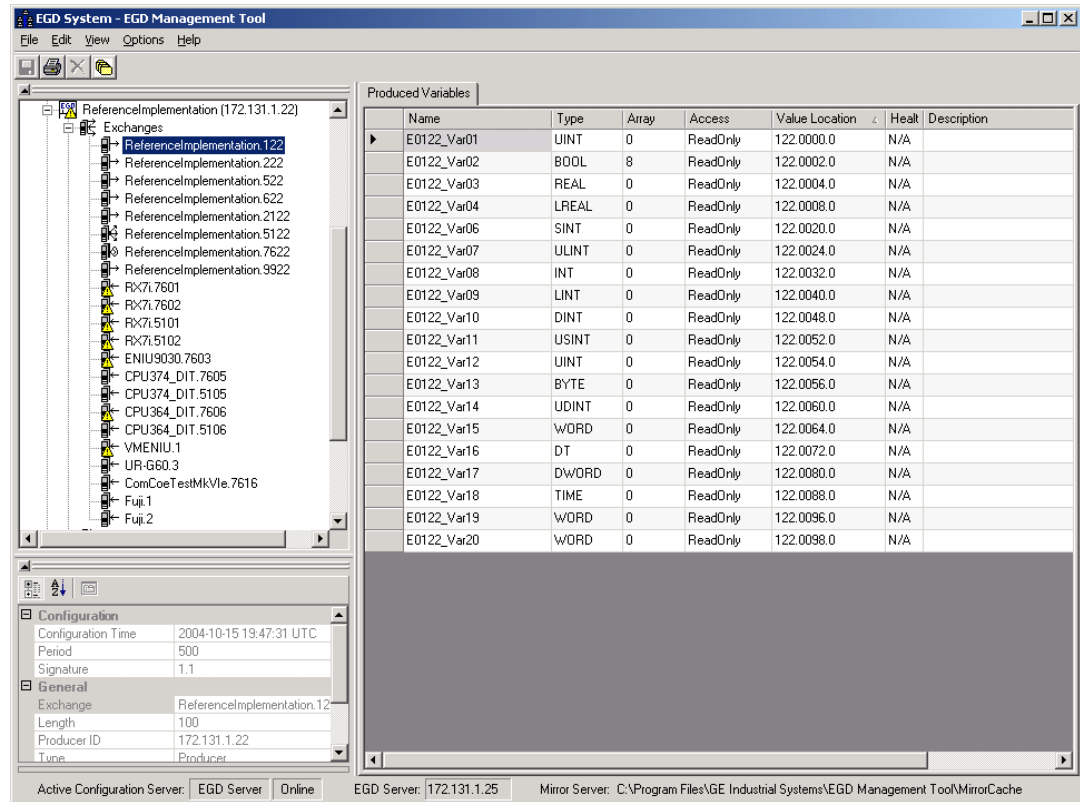 EGD System - EGD Management Tool
File Edit View Options Help
ReferenceImplementation (172.131.1.22)
Exchanges
ReferenceImplementation.122
ReferenceImplementation.222
ReferenceImplementation.522
ReferenceImplementation.622
ReferenceImplementation.2122
ReferenceImplementation.5122
ReferenceImplementation.7622
ReferenceImplementation.9922
RX7i.7601
RX7i.7602
RX7i.5101
RX7i.5102
ENIU9030.7603
CPU374_DIT.7605
CPU374_DIT.5105
CPU364_DIT.7606
CPU364_DIT.5106
VMENIU.1
UR-G60.3
ComCoeTestMkVIe.7616
Fuji.1
Fuji.2
Configuration
Configuration Time 2004-10-15 19:47:31 UTC
Period 500
Signature 1.1
General
Exchange ReferenceImplementation.12
Length 100
Producer ID 172.131.1.22
Type Producer
Produced Variables
Name Type Array Access Value Location Healt Description
E0122_Var01 UINT 0 ReadOnly 122.0000.0 N/A
E0122_Var02 BOOL 8 ReadOnly 122.0002.0 N/A
E0122_Var03 REAL 0 ReadOnly 122.0004.0 N/A
E0122_Var04 LREAL 0 ReadOnly 122.0008.0 N/A
E0122_Var06 SINT 0 ReadOnly 122.0020.0 N/A
E0122_Var07 ULINT 0 ReadOnly 122.0024.0 N/A
E0122_Var08 INT 0 ReadOnly 122.0032.0 N/A
E0122_Var09 LINT 0 ReadOnly 122.0040.0 N/A
E0122_Var10 DINT 0 ReadOnly 122.0048.0 N/A
E0122_Var11 USINT 0 ReadOnly 122.0052.0 N/A
E0122_Var12 UINT 0 ReadOnly 122.0054.0 N/A
E0122_Var13 BYTE 0 ReadOnly 122.0056.0 N/A
E0122_Var14 UDINT 0 ReadOnly 122.0060.0 N/A
E0122_Var15 WORD 0 ReadOnly 122.0064.0 N/A
E0122_Var16 DT 0 ReadOnly 122.0072.0 N/A
E0122_Var17 DWORD 0 ReadOnly 122.0080.0 N/A
E0122_Var18 TIME 0 ReadOnly 122.0088.0 N/A
E0122_Var19 WORD 0 ReadOnly 122.0096.0 N/A
E0122_Var20 WORD 0 ReadOnly 122.0098.0 N/A
Active Configuration Server: EGD Server Online EGD Server: 172.131.1.25 Mirror Server: C:\Program Files\GE Industrial Systems\EGD Management Tool\MirrorCache